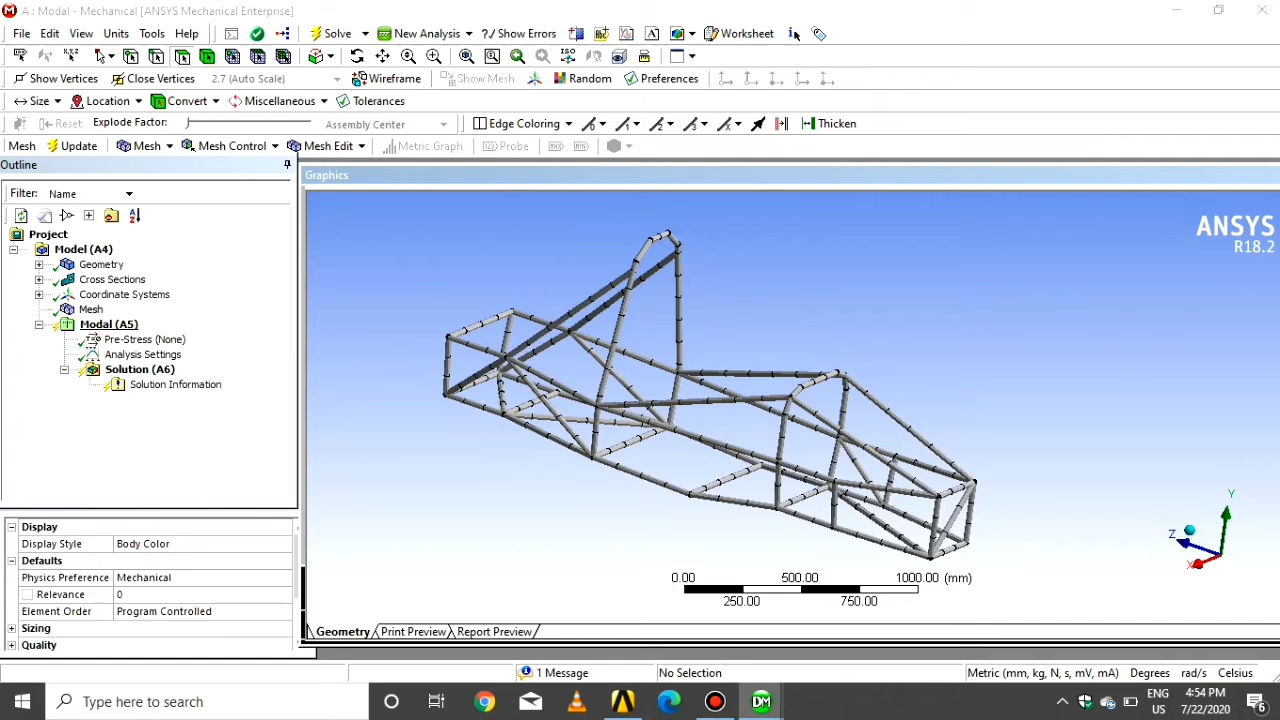 A : Modal - Mechanical [ANSYS Mechanical Enterprise]
File Edit View Units Tools Help Solve New Analysis ?/ Show Errors Worksheet
Show Vertices Close Vertices 2.7 (Auto Scale) Wireframe Show Mesh Random Preferences
Size Location Convert Miscellaneous Tolerances
Reset Explode Factor: Assembly Center Edge Coloring Thicken
Mesh Update Mesh Mesh Control Mesh Edit Metric Graph Probe
Outline
Filter: Name
Project
Model (A4)
Geometry
Cross Sections
Coordinate Systems
Mesh
Modal (A5)
Pre-Stress (None)
Analysis Settings
Solution (A6)
Solution Information
Display
Display Style Body Color
Defaults
Physics Preference Mechanical
Relevance 0
Element Order Program Controlled
Sizing
Quality
Graphics
ANSYS
R18.2
Y
Z
X
0.00 500.00 1000.00 (mm)
250.00 750.00
Geometry Print Preview Report Preview
1 Message No Selection Metric (mm, kg, N, s, mV, mA) Degrees rad/s Celsius
Type here to search
DM
ENG
US
4:54 PM
7/22/2020
6